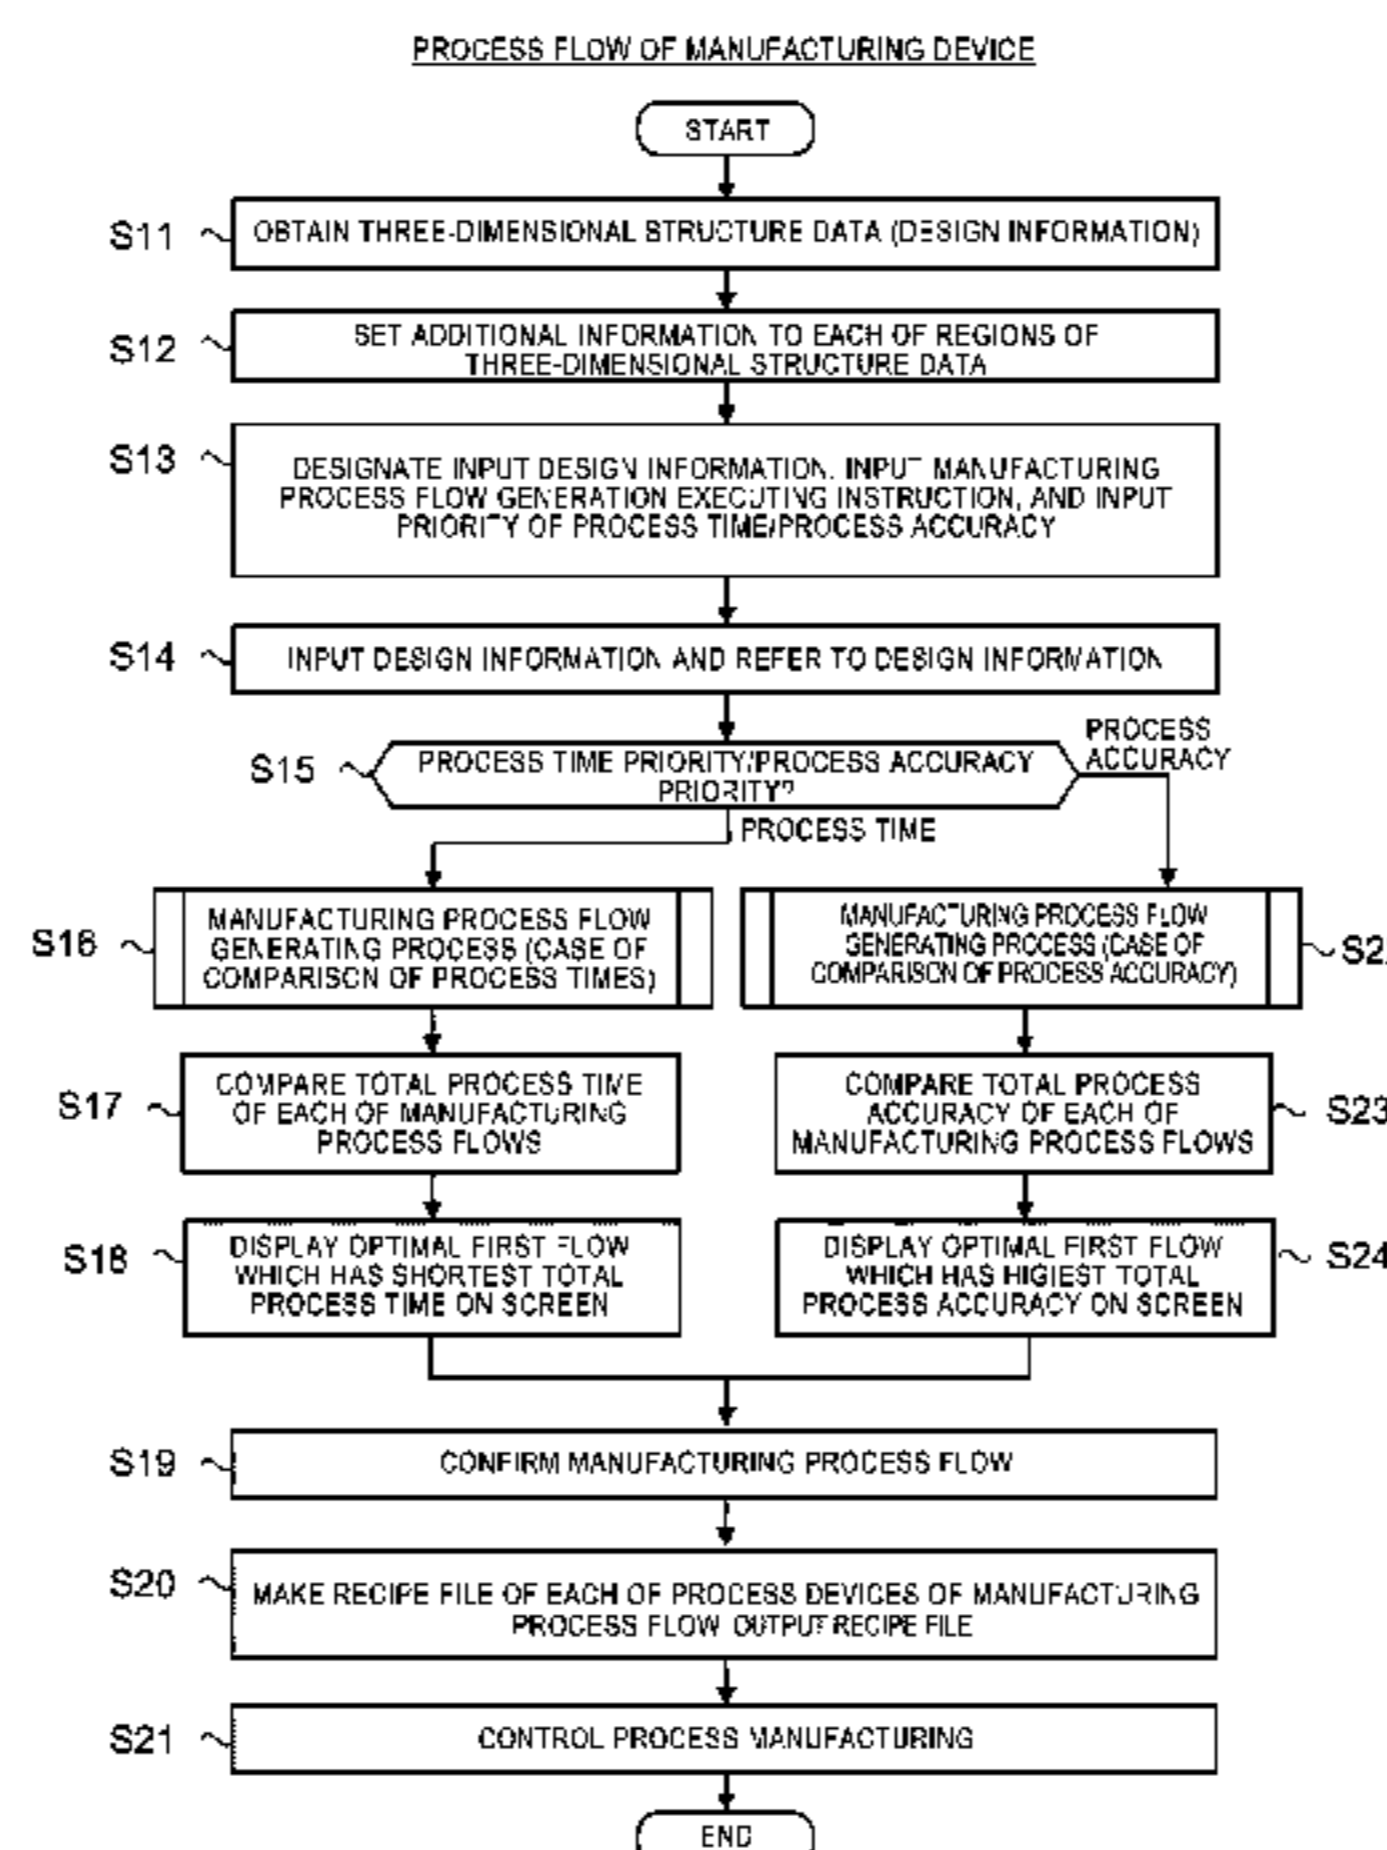 PROCESS FLOW OF MANUFACTURING DEVICE
START
S11
OBTAIN THREE-DIMENSIONAL STRUCTURE DATA (DESIGN INFORMATION)
S12
SET ADDITIONAL INFORMATION TO EACH OF REGIONS OF
THREE-DIMENSIONAL STRUCTURE DATA
S13
DESIGNATE INPUT DESIGN INFORMATION, INPUT MANUFACTURING
PROCESS FLOW GENERATION EXECUTING INSTRUCTION, AND INPUT
PRIORITY OF PROCESS TIME/PROCESS ACCURACY
S14
INPUT DESIGN INFORMATION AND REFER TO DESIGN INFORMATION
S15
PROCESS TIME PRIORITY/PROCESS ACCURACY
PRIORITY?
PROCESS
ACCURACY
PROCESS TIME
S16
MANUFACTURING PROCESS FLOW
GENERATING PROCESS (CASE OF
COMPARISON OF PROCESS TIMES)
MANUFACTURING PROCESS FLOW
GENERATING PROCESS (CASE OF
COMPARISON OF PROCESS ACCURACY)
S2
S17
COMPARE TOTAL PROCESS TIME
OF EACH OF MANUFACTURING
PROCESS FLOWS
COMPARE TOTAL PROCESS
ACCURACY OF EACH OF
MANUFACTURING PROCESS FLOWS
S23
S18
DISPLAY OPTIMAL FIRST FLOW
WHICH HAS SHORTEST TOTAL
PROCESS TIME ON SCREEN
DISPLAY OPTIMAL FIRST FLOW
WHICH HAS HIGIEST TOTAL
PROCESS ACCURACY ON SCREEN
S24
S19
CONFIRM MANUFACTURING PROCESS FLOW
S20
MAKE RECIPE FILE OF EACH OF PROCESS DEVICES OF MANUFACTURING
PROCESS FLOW OUTPUT RECIPE FILE
S21
CONTROL PROCESS MANUFACTURING
END